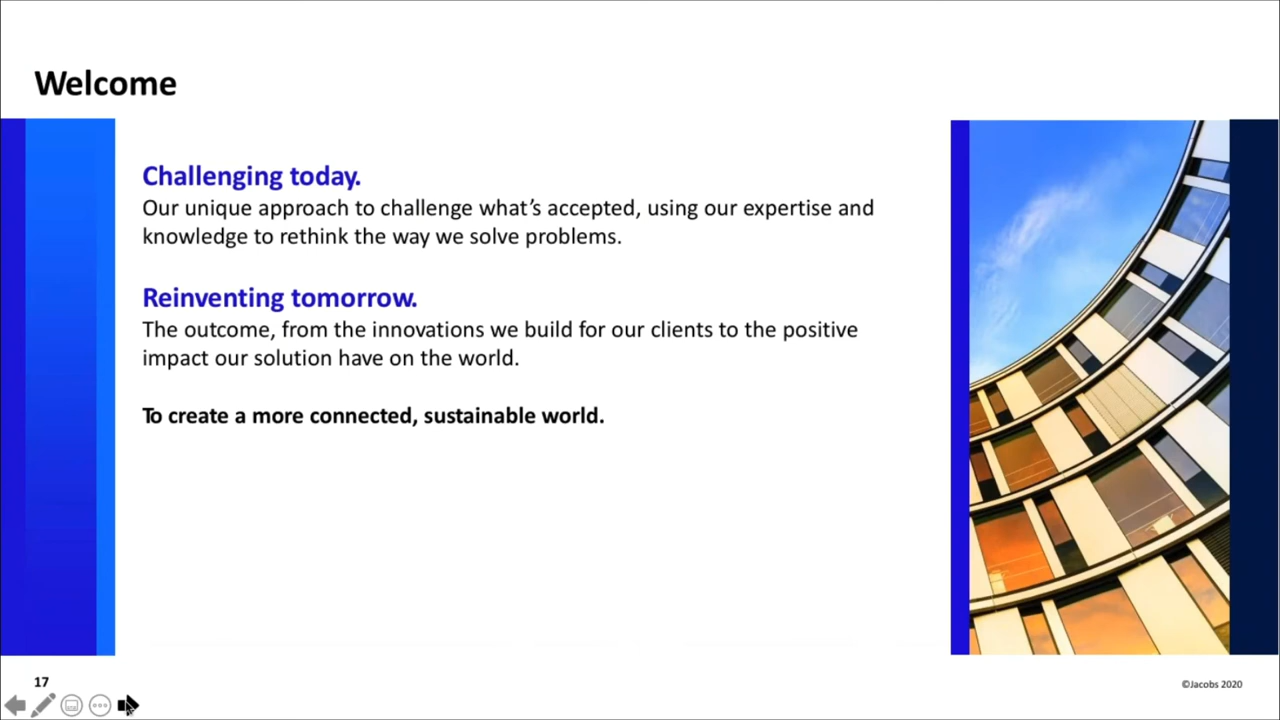 Welcome
Challenging today.
Our unique approach to challenge what’s accepted, using our expertise and
knowledge to rethink the way we solve problems.
Reinventing tomorrow.
The outcome, from the innovations we build for our clients to the positive
impact our solution have on the world.
To create a more connected, sustainable world.
17
©Jacobs 2020